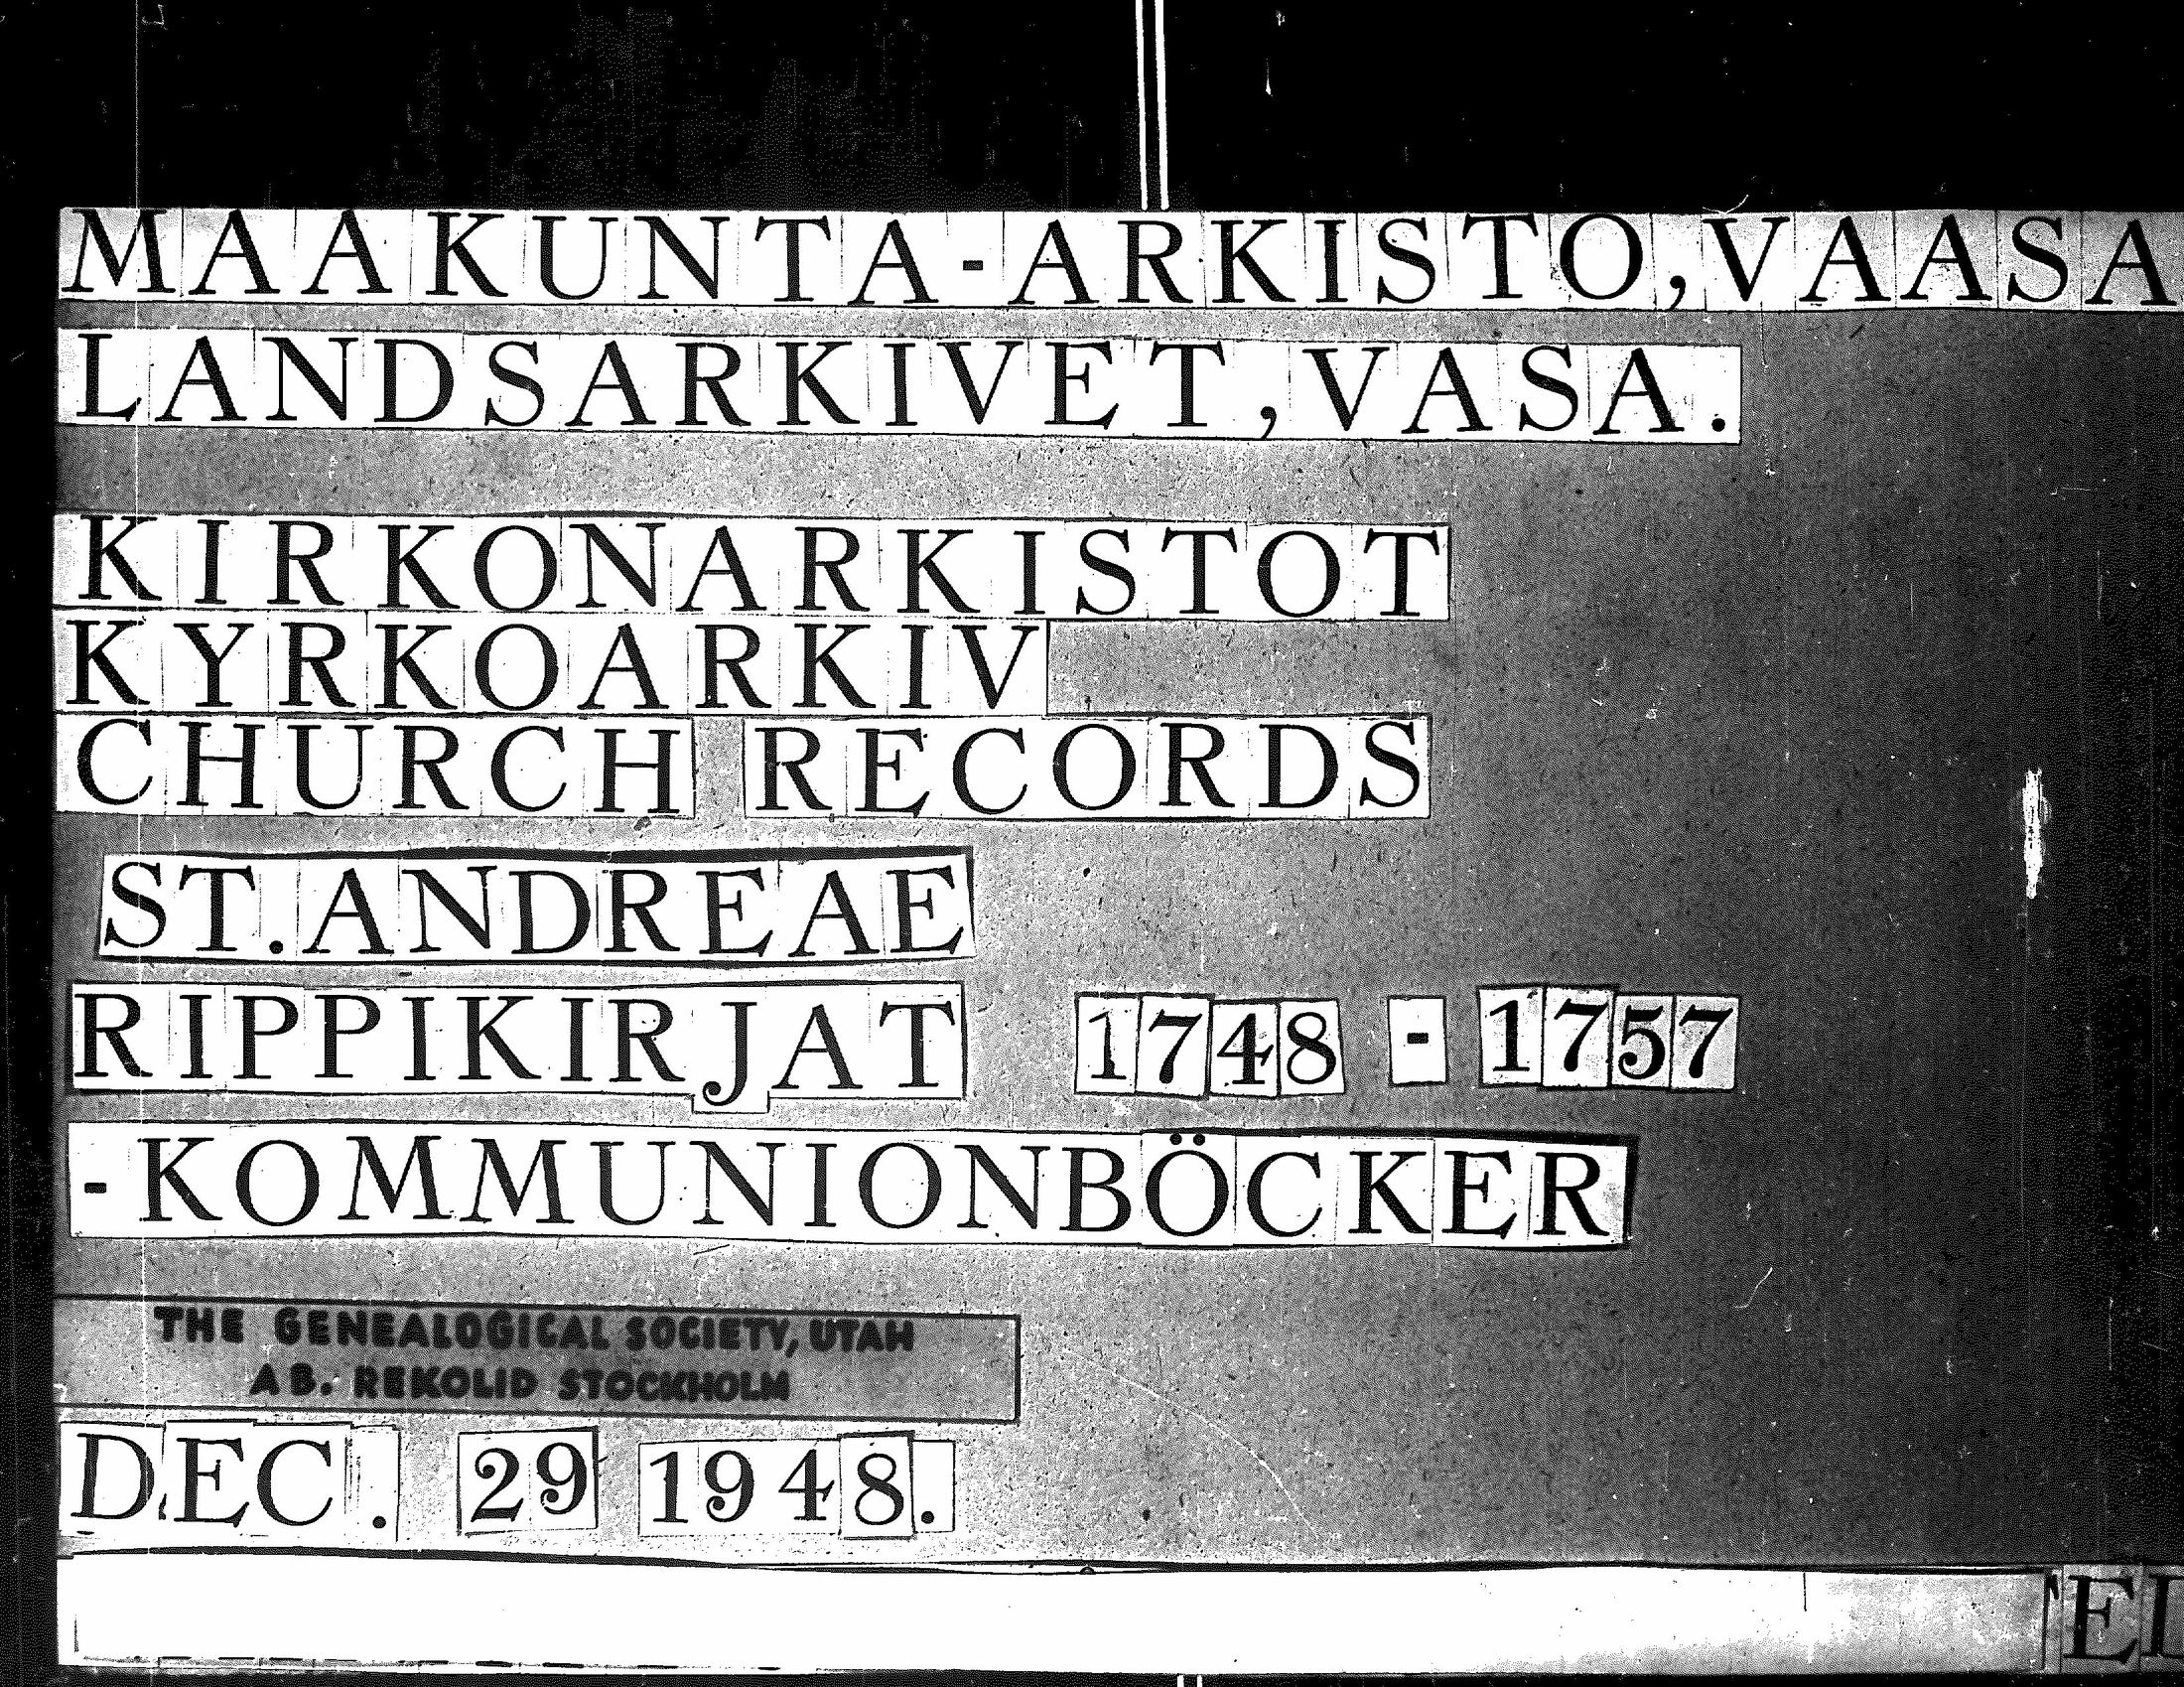 MAAKUNTA-ARKISTO,VAASA
LANDSARKIVET,VASA.
KIRKONARKISTOT
KYRKOARKIV
CHURCH RECORDS
ST.ANDREAE
RIPPIKIRJAT 1748 - 1757
-KOMMUNIONBÖCKER
THE GENEALOGICAL SOCIETY, UTAH
AB. REKOLID STOCKHOLM
DEC. 29 1948.